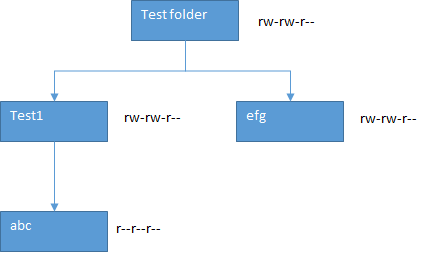 Test folder
rw-rw-r--
Test1
rw-rw-r--
efg
rw-rw-r--
abc
r--r--r--